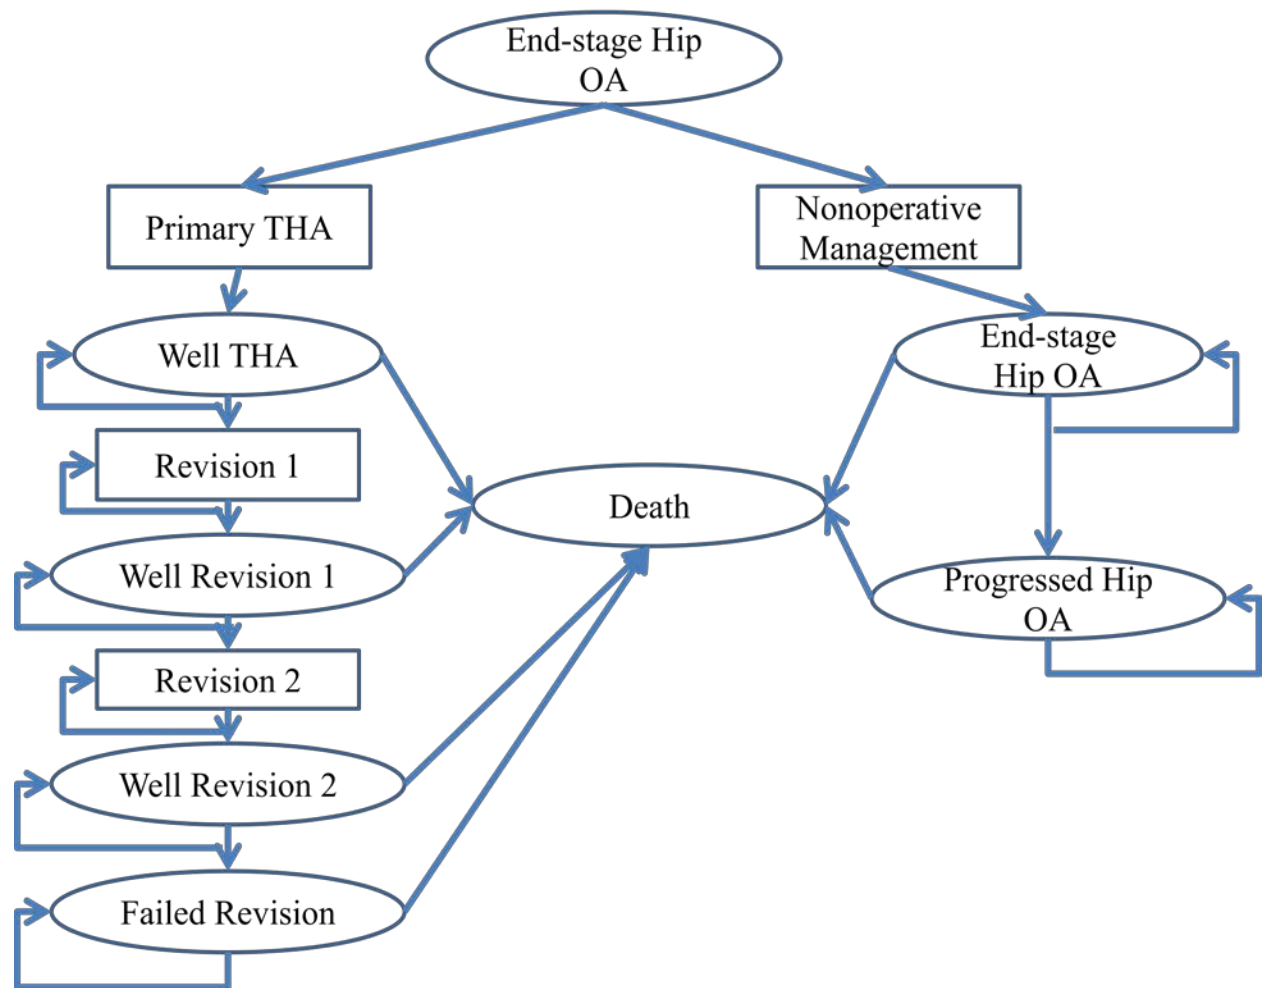 End-stage Hip
OA
Primary THA
Nonoperative
Management
Well THA
End-stage
Hip OA
Revision 1
Death
Well Revision 1
Progressed Hip
OA
Revision 2
Well Revision 2
Failed Revision